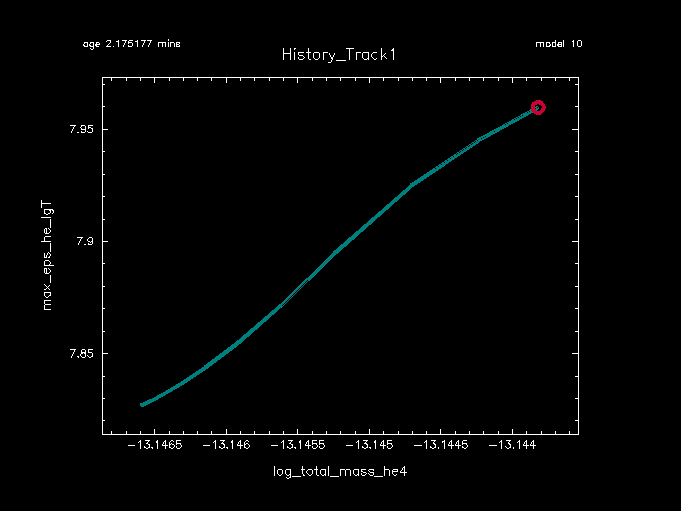 age 2.175177 mins
model 10
History_Track1
7.95
7.9
7.85
max_eps_he_lgT
−13.1465
−13.146
−13.1455
−13.145
−13.1445
−13.144
log_total_mass_he4